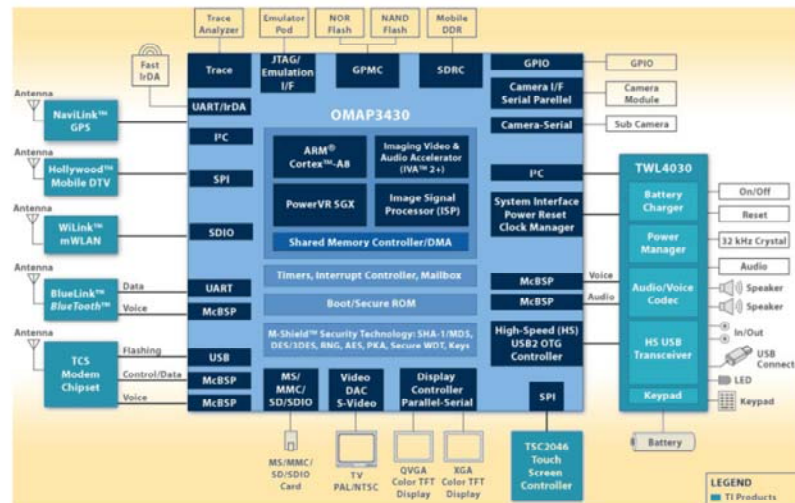 Trace
Analyzer
Emulator
Pod
NOR
Flash
NAND
Flash
Mobile
DDR
Fast
IrDA
Trace
JTAG/
Emulation
I/F
GPMC
SDRC
GPIO
GPIO
Camera I/F
Serial Parellel
Camera
Module
Camera-Serial
Sub Camera
UART/IrDA
OMAP3430
Antenna
NaviLink™
GPS
I²C
Antenna
Hollywood™
Mobile DTV
SPI
Antenna
WiLink™
mWLAN
SDIO
Antenna
BlueLink™
BlueTooth™
Data
Voice
UART
McBSP
Antenna
TCS
Modem
Chipset
Flashing
Control/Data
Voice
USB
McBSP
McBSP
ARM®
Cortex™-A8
Imaging Video &
Audio Accelerator
(IVA™ 2+)
PowerVR SGX
Image Signal
Processor (ISP)
Shared Memory Controller/DMA
Timers, Interrupt Controller, Mailbox
Boot/Secure ROM
M-Shield™ Security Technology: SHA-1/MD5,
DES/3DES, RNG, AES, PKA, Secure WDT, Keys
I²C
System Interface
Power Reset
Clock Manager
McBSP
McBSP
Voice
Audio
High-Speed (HS)
USB2 OTG
Controller
TWL4030
Battery
Charger
Power
Manager
Audio/Voice
Codec
HS USB
Transceiver
Keypad
On/Off
Reset
32 kHz Crystal
Audio
Speaker
Speaker
In/Out
USB
Connect
LED
Keypad
Battery
MS/
MMC/
SD/SDIO
Video
DAC
S-Video
Display
Controller
Parallel-Serial
SPI
MS/MMC/
SD/SDIO
Card
TV
PAL/NTSC
QVGA
Color TFT
Display
XGA
Color TFT
Display
TSC2046
Touch
Screen
Controller
LEGEND
TI Products